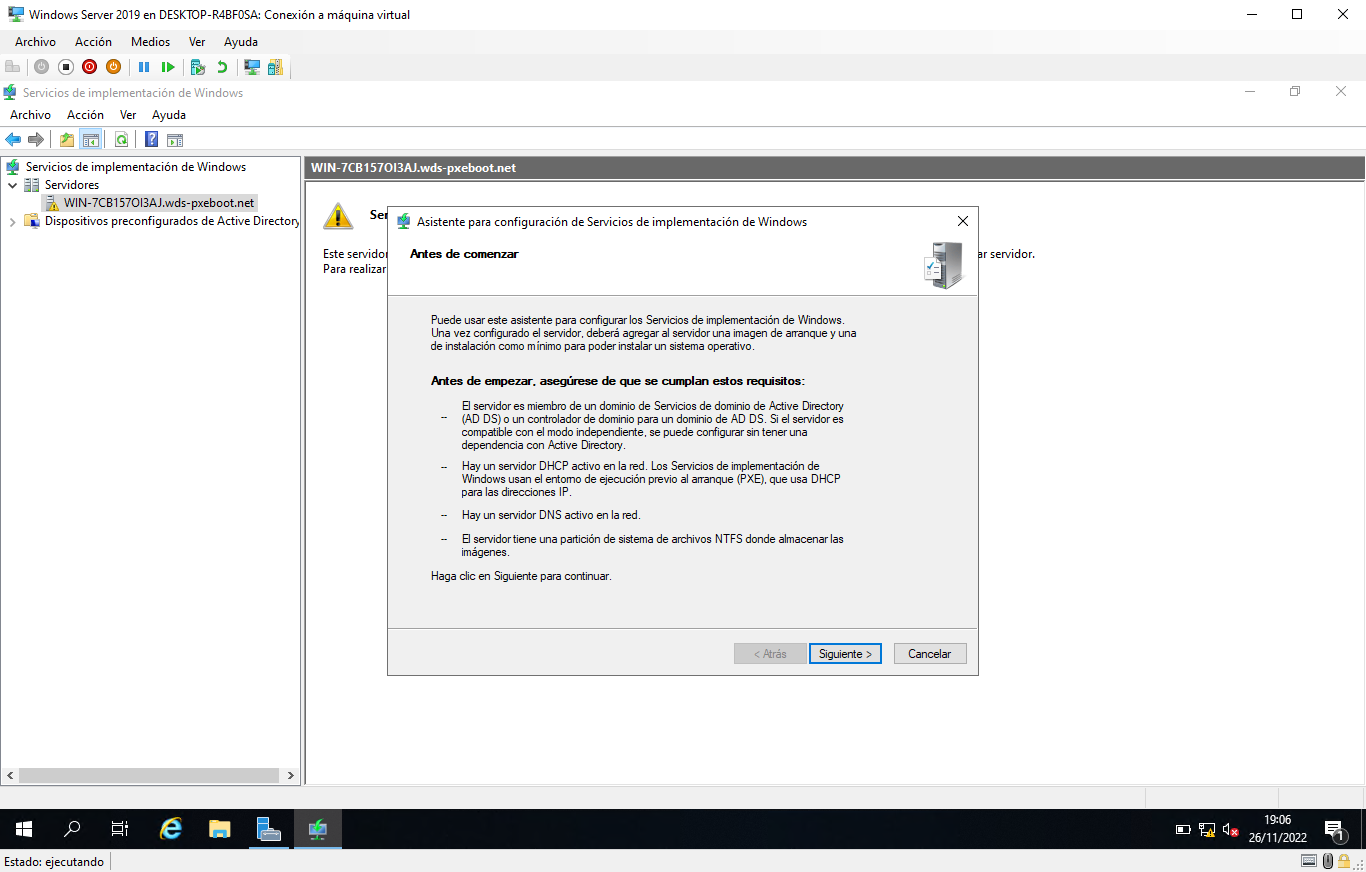 Windows Server 2019 en DESKTOP-R4BF0SA: Conexión a máquina virtual
Archivo Acción Medios Ver Ayuda
Servicios de implementación de Windows
Archivo Acción Ver Ayuda
Servicios de implementación de Windows
Servidores
WIN-7CB157OI3AJ.wds-pxeboot.net
Dispositivos preconfigurados de Active Directory
WIN-7CB157OI3AJ.wds-pxeboot.net
Ser
Este servidor
ar servidor.
Para realizar
Asistente para configuración de Servicios de implementación de Windows
Antes de comenzar
Puede usar este asistente para configurar los Servicios de implementación de Windows.
Una vez configurado el servidor, deberá agregar al servidor una imagen de arranque y una
de instalación como mínimo para poder instalar un sistema operativo.
Antes de empezar, asegúrese de que se cumplan estos requisitos:
-- El servidor es miembro de un dominio de Servicios de dominio de Active Directory
(AD DS) o un controlador de dominio para un dominio de AD DS. Si el servidor es
compatible con el modo independiente, se puede configurar sin tener una
dependencia con Active Directory.
-- Hay un servidor DHCP activo en la red. Los Servicios de implementación de
Windows usan el entorno de ejecución previo al arranque (PXE), que usa DHCP
para las direcciones IP.
-- Hay un servidor DNS activo en la red.
-- El servidor tiene una partición de sistema de archivos NTFS donde almacenar las
imágenes.
Haga clic en Siguiente para continuar.
< Atrás Siguiente > Cancelar
19:06
26/11/2022
1
Estado: ejecutando